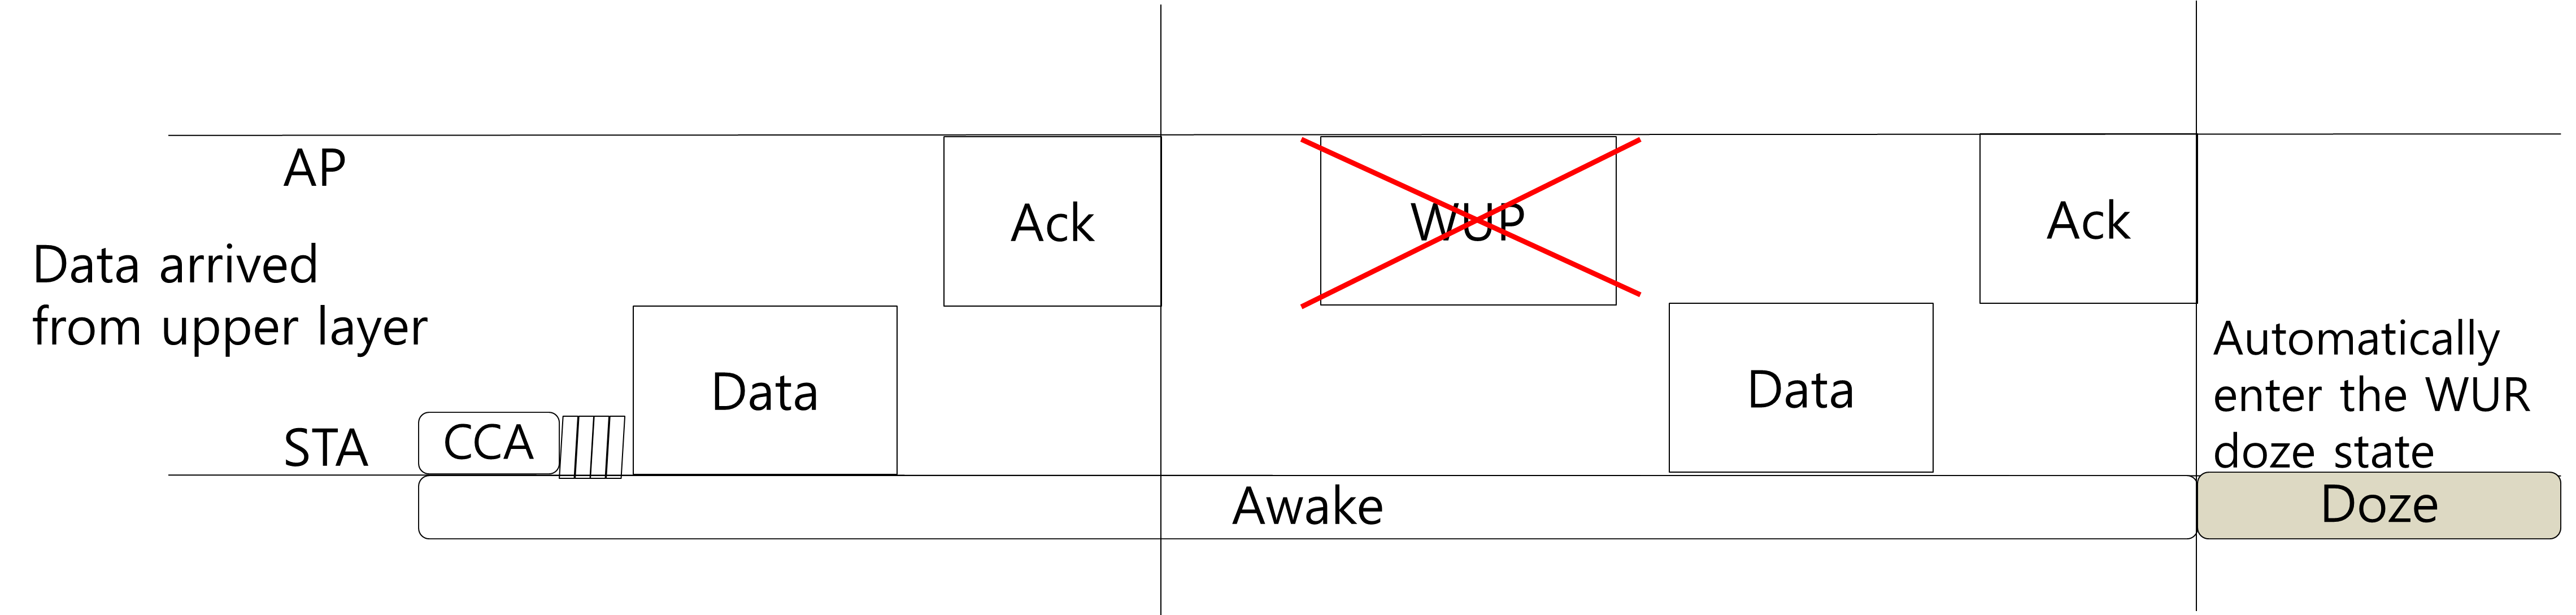 AP
Data arrived
from upper layer
STA
CCA
Data
Ack
WUP
Data
Ack
Automatically
enter the WUR
doze state
Awake
Doze